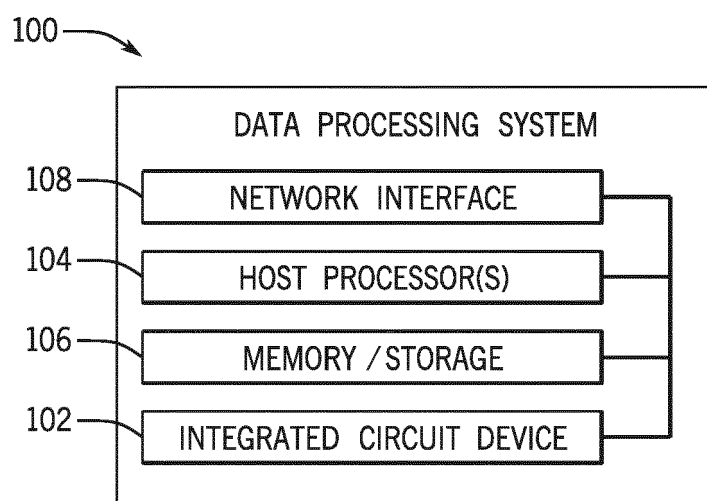 100
DATA PROCESSING SYSTEM
108
NETWORK INTERFACE
104
HOST PROCESSOR(S)
106
MEMORY / STORAGE
102
INTEGRATED CIRCUIT DEVICE